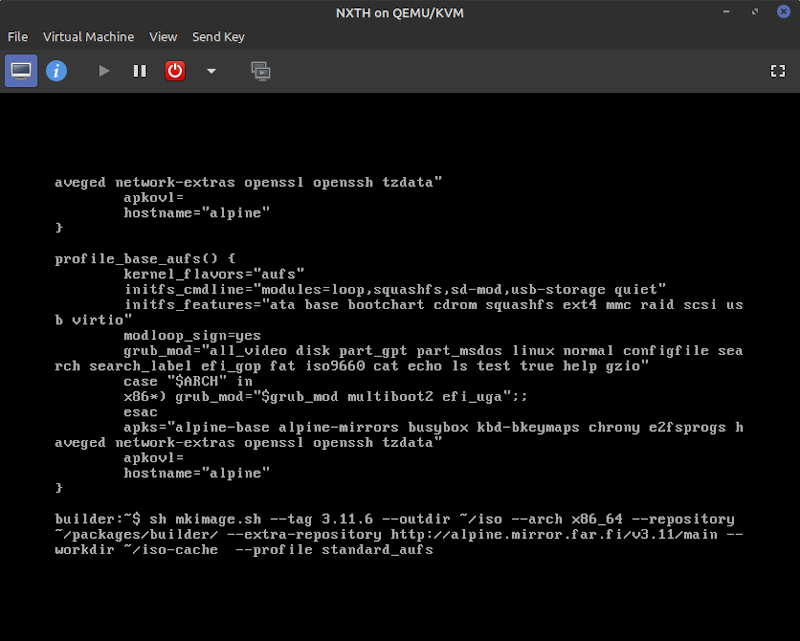 NXTH on QEMU/KVM
File Virtual Machine View Send Key
aveged network-extras openssl openssh tzdata"
apkovl=
hostname="alpine"
}
profile_base_aufs() {
kernel_flavors="aufs"
initfs_cmdline="modules=loop,squashfs,sd-mod,usb-storage quiet"
initfs_features="ata base bootchart cdrom squashfs ext4 mmc raid scsi us
b virtio"
modloop_sign=yes
grub_mod="all_video disk part_gpt part_msdos linux normal configfile sea
rch search_label efi_gop fat iso9660 cat echo ls test true help gzio"
case "$ARCH" in
x86*) grub_mod="$grub_mod multiboot2 efi_uga";;
esac
apks="alpine-base alpine-mirrors busybox kbd-bkeymaps chrony e2fsprogs h
aveged network-extras openssl openssh tzdata"
apkovl=
hostname="alpine"
}
builder:~$ sh mkimage.sh --tag 3.11.6 --outdir ~/iso --arch x86_64 --repository
~/packages/builder/ --extra-repository http://alpine.mirror.far.fi/v3.11/main --
workdir ~/iso-cache  --profile standard_aufs